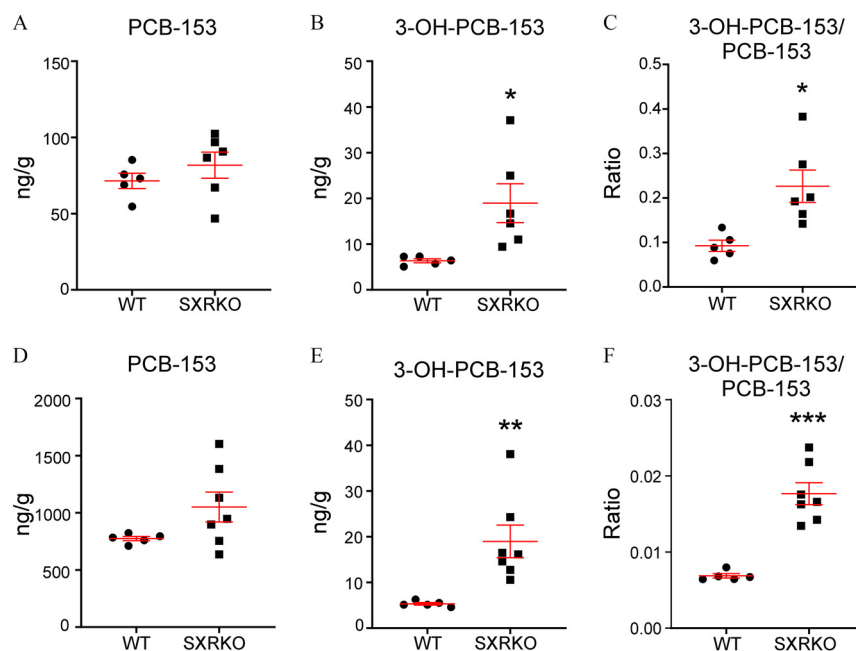 A
PCB-153
150
100
50
0
ng/g
WT
SXRKO
B
3-OH-PCB-153
50
40
30
20
10
0
ng/g
*
WT
SXRKO
C
3-OH-PCB-153/
PCB-153
0.5
0.4
0.3
0.2
0.1
0.0
Ratio
*
WT
SXRKO
D
PCB-153
2000
1500
1000
500
0
ng/g
WT
SXRKO
E
3-OH-PCB-153
50
40
30
20
10
0
ng/g
**
WT
SXRKO
F
3-OH-PCB-153/
PCB-153
0.03
0.02
0.01
0.00
Ratio
***
WT
SXRKO